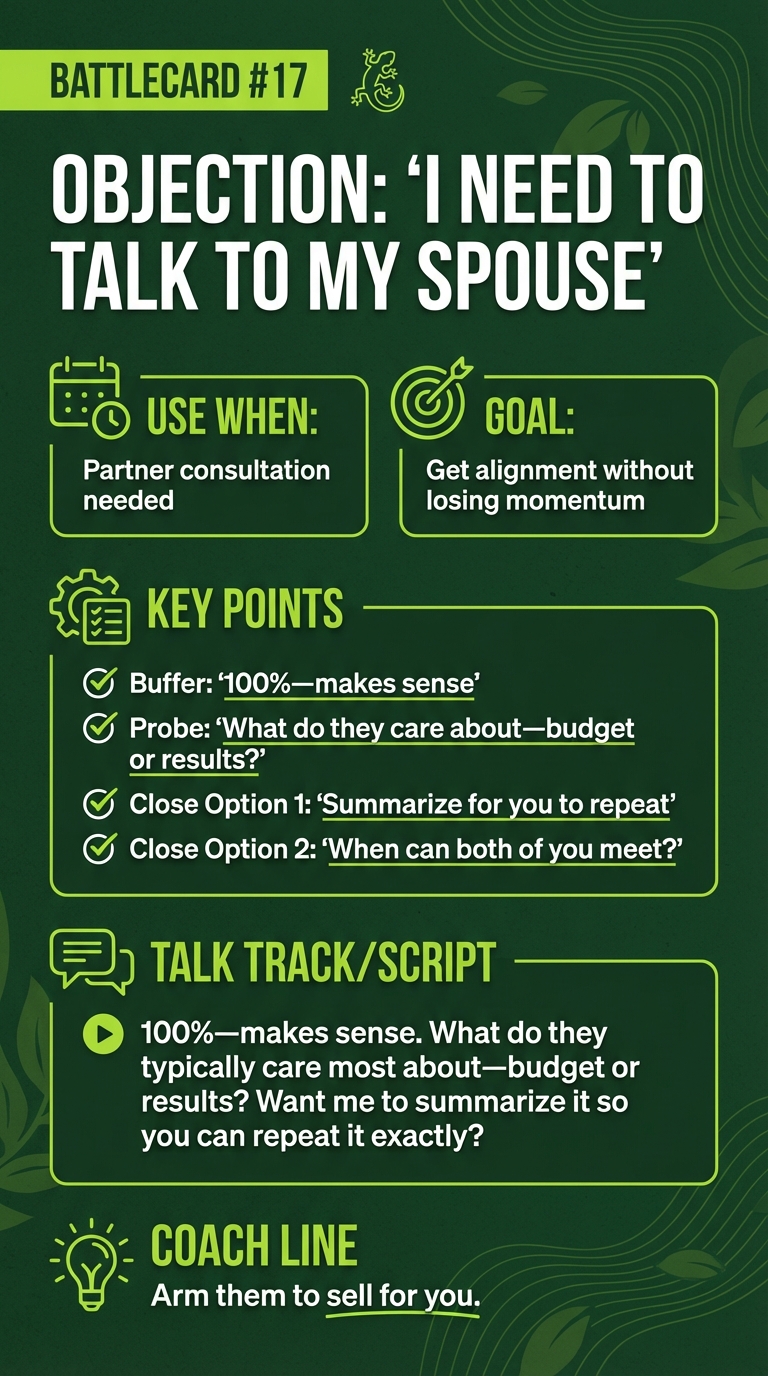 BATTLECARD #17
OBJECTION: ‘I NEED TO
TALK TO MY SPOUSE’
USE WHEN:
Partner consultation
needed
GOAL:
Get alignment without
losing momentum
KEY POINTS
Buffer: ‘100%—makes sense’
Probe: ‘What do they care about—budget
or results?’
Close Option 1: ‘Summarize for you to repeat’
Close Option 2: ‘When can both of you meet?’
TALK TRACK/SCRIPT
100%—makes sense. What do they
typically care most about—budget or
results? Want me to summarize it so
you can repeat it exactly?
COACH LINE
Arm them to sell for you.